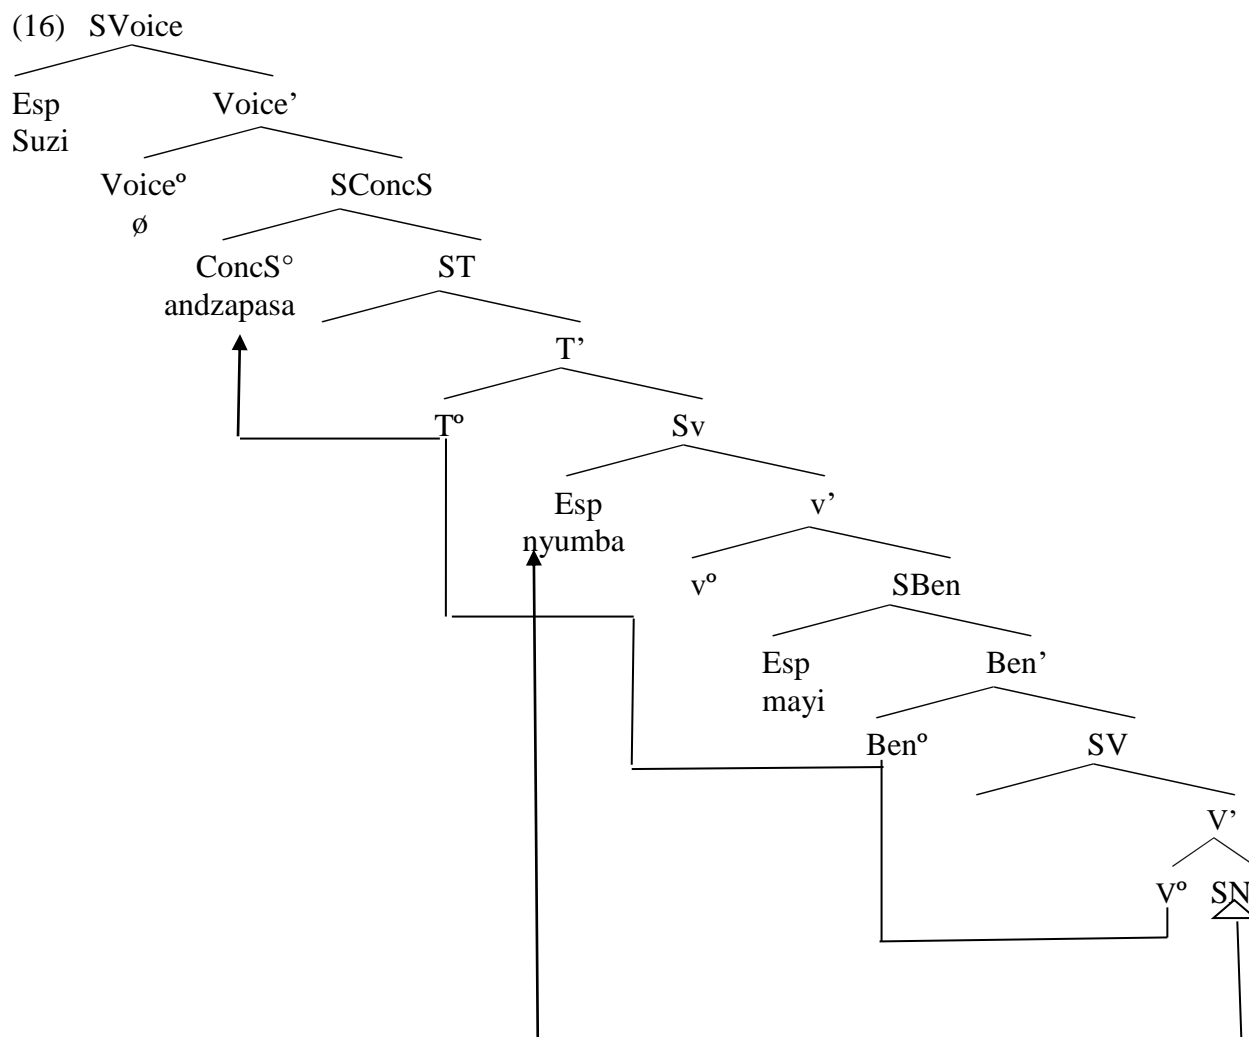 (16) SVoice
Esp Voice’
Suzi
Voiceº SConcS
ø
ConcS° ST
andzapasa
T’
Tº Sv
Esp v’
nyumba
vº SBen
Esp Ben’
mayi
Benº SV
V’
Vº SN